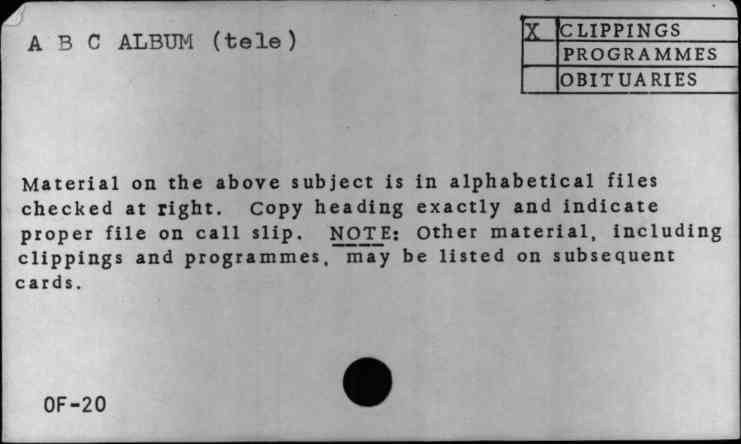 A B C ALBUM (tele)
X CLIPPINGS
PROGRAMMES
OBITUARIES
Material on the above subject is in alphabetical files
checked at right. Copy heading exactly and indicate
proper file on call slip. NOTE: Other material, including
clippings and programmes, may be listed on subsequent
cards.
OF-20